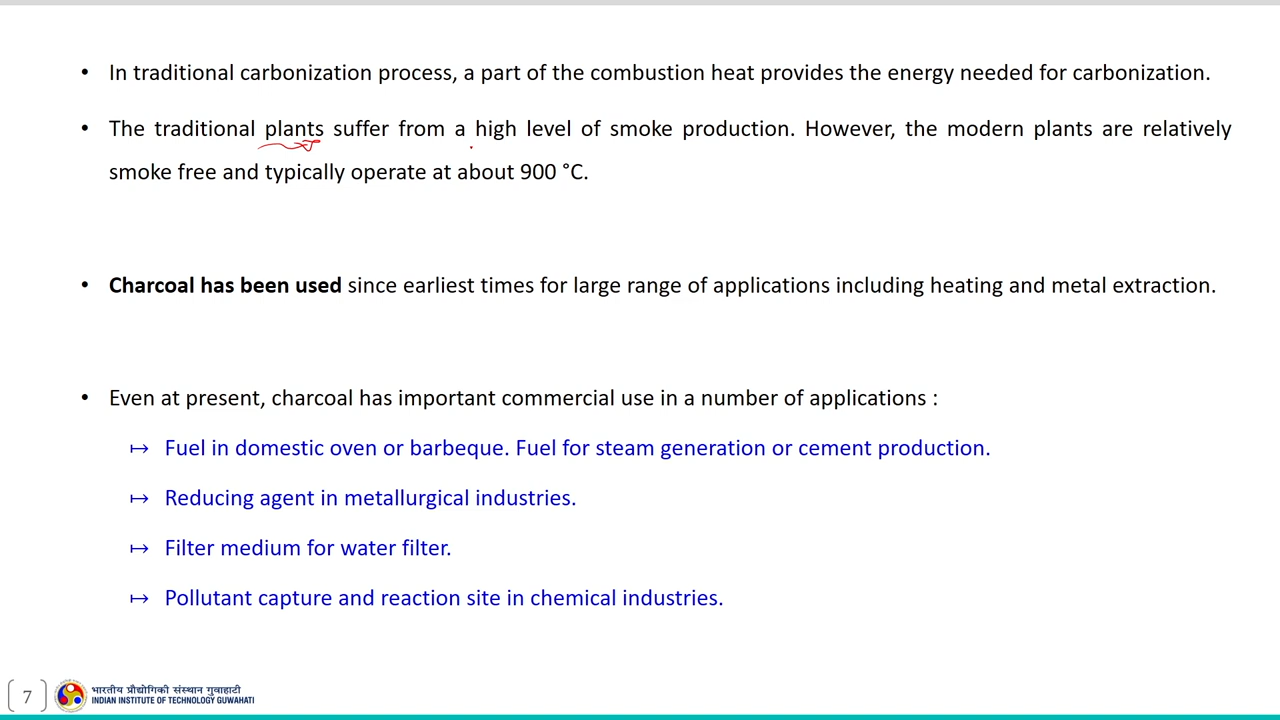 • In traditional carbonization process, a part of the combustion heat provides the energy needed for carbonization.
• The traditional plants suffer from a high level of smoke production. However, the modern plants are relatively
smoke free and typically operate at about 900 °C.
• Charcoal has been used since earliest times for large range of applications including heating and metal extraction.
• Even at present, charcoal has important commercial use in a number of applications :
↦ Fuel in domestic oven or barbeque. Fuel for steam generation or cement production.
↦ Reducing agent in metallurgical industries.
↦ Filter medium for water filter.
↦ Pollutant capture and reaction site in chemical industries.
7
भारतीय प्रौद्योगिकी संस्थान गुवाहाटी
INDIAN INSTITUTE OF TECHNOLOGY GUWAHATI